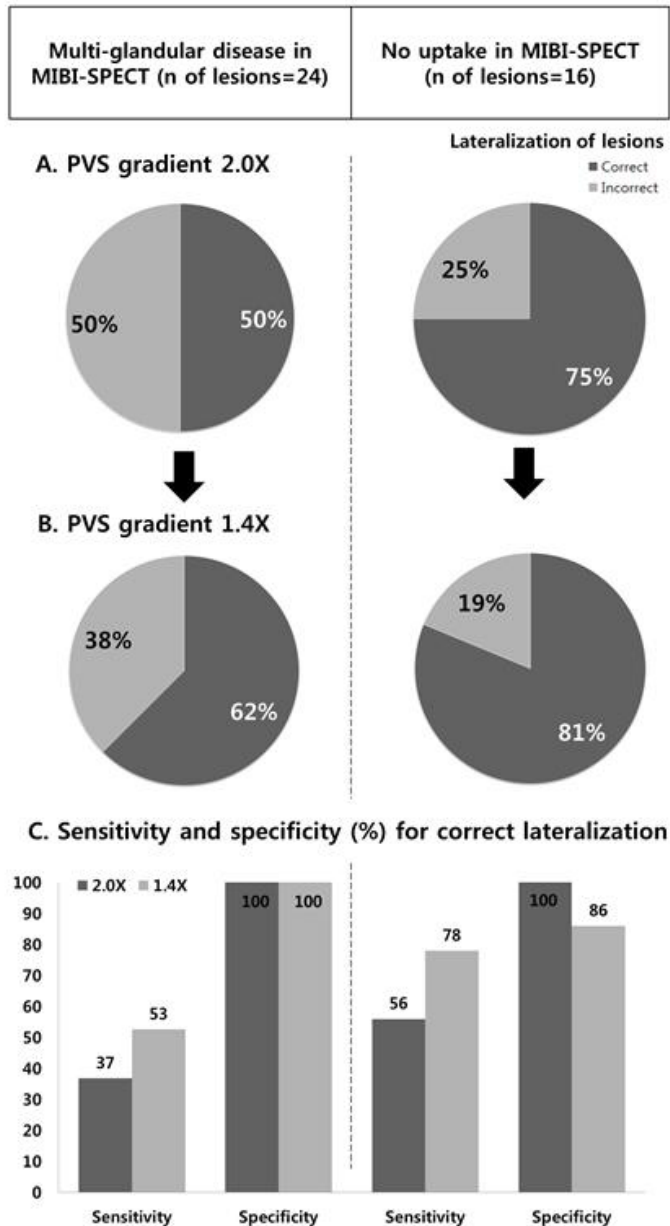 Multi-glandular disease in
MIBI-SPECT (n of lesions=24)
No uptake in MIBI-SPECT
(n of lesions=16)
Lateralization of lesions
Correct
Incorrect
A. PVS gradient 2.0X
50%
50%
25%
75%
B. PVS gradient 1.4X
38%
62%
19%
81%
C. Sensitivity and specificity (%) for correct lateralization
2.0X 1.4X
100
90
80
70
60
50
40
30
20
10
0
37
53
100
100
56
78
100
86
Sensitivity
Specificity
Sensitivity
Specificity